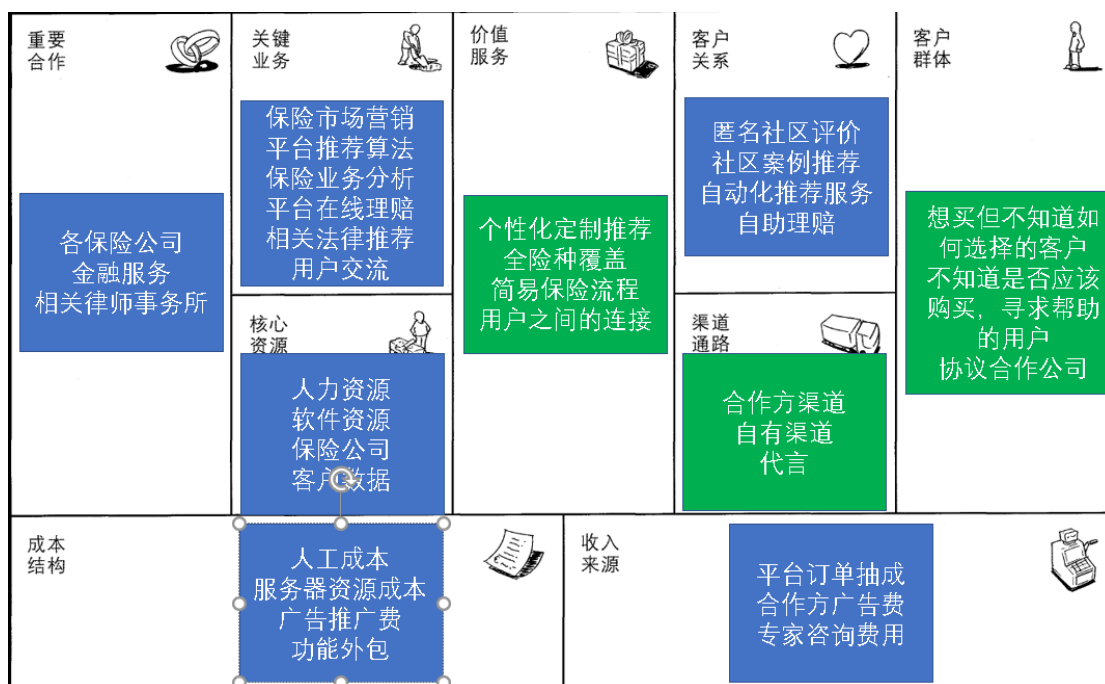 重要
合作
各保险公司
金融服务
相关律师事务所
关键
业务
保险市场营销
平台推荐算法
保险业务分析
平台在线理赔
相关法律推荐
用户交流
核心
资源
人力资源
软件资源
保险公司
客户数据
价值
服务
个性化定制推荐
全险种覆盖
简易保险流程
用户之间的连接
客户
关系
匿名社区评价
社区案例推荐
自动化推荐服务
自助理赔
渠道
通路
合作方渠道
自有渠道
代言
客户
群体
想买但不知道如
何选择的客户
不知道是否应该
购买，寻求帮助
的用户
协议合作公司
成本
结构
人工成本
服务器资源成本
广告推广费
功能外包
收入
来源
平台订单抽成
合作方广告费
专家咨询费用